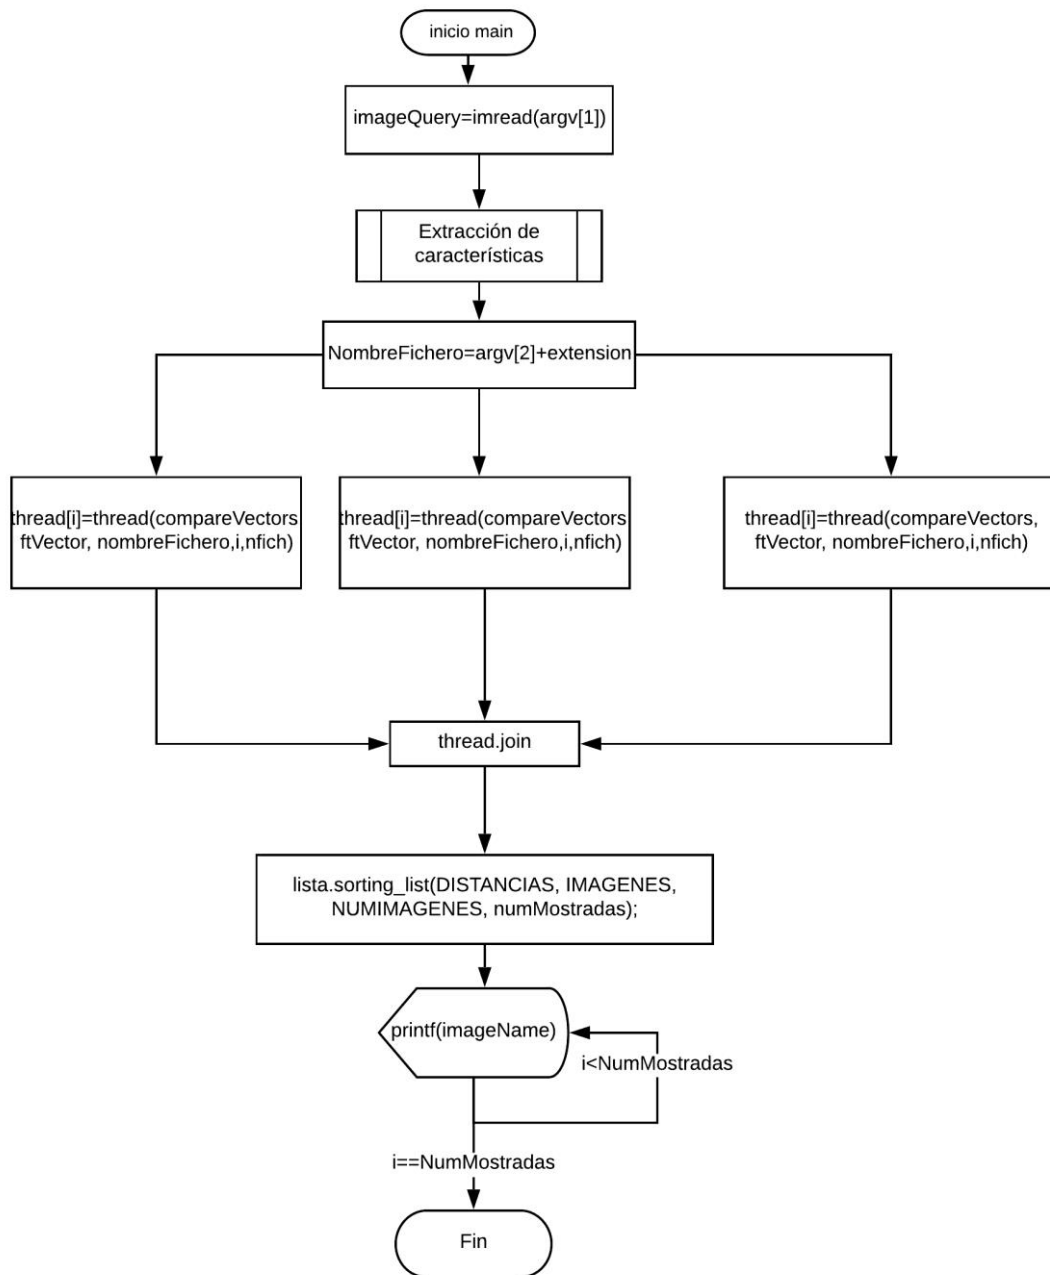 inicio main
imageQuery=imread(argv[1])
Extracción de
características
NombreFichero=argv[2]+extension
thread[i]=thread(compareVectors
ftVector, nombreFichero,i,nfich)
thread[i]=thread(compareVectors
ftVector, nombreFichero,i,nfich)
thread[i]=thread(compareVectors,
ftVector, nombreFichero,i,nfich)
thread.join
lista.sorting_list(DISTANCIAS, IMAGENES,
NUMIMAGENES, numMostradas);
printf(imageName)
i<NumMostradas
i==NumMostradas
Fin